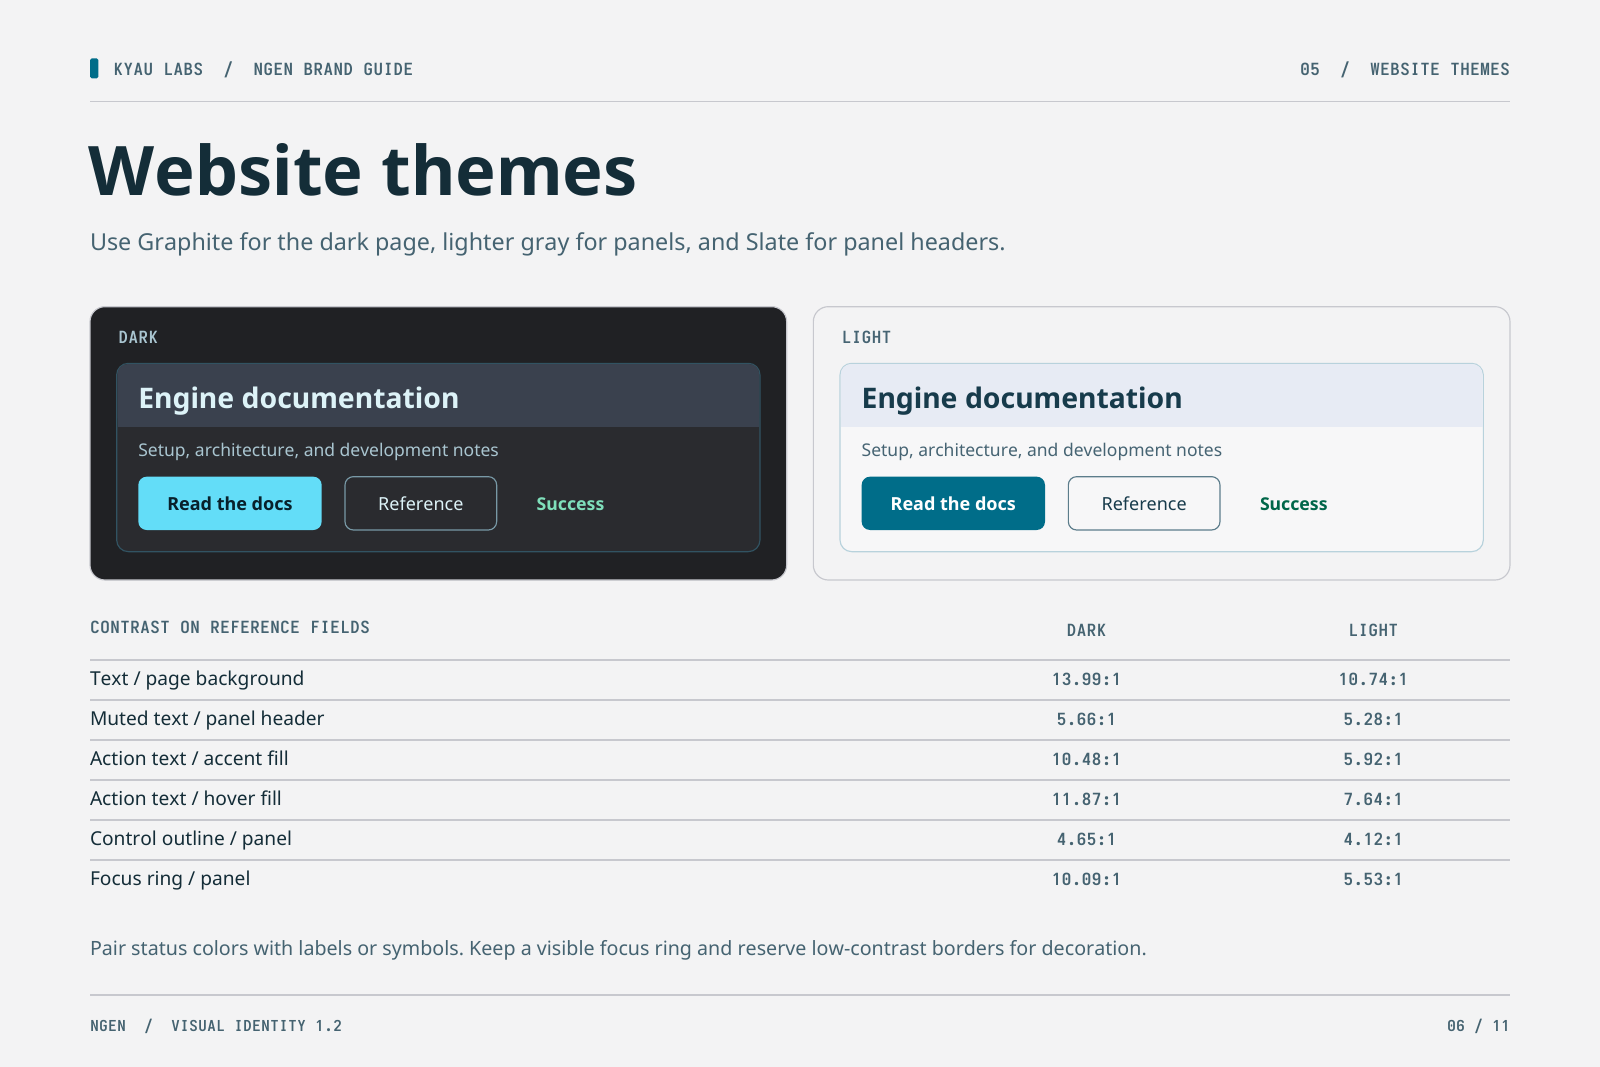 KYAU LABS / NGEN BRAND GUIDE
05 / WEBSITE THEMES
Website themes
Use Graphite for the dark page, lighter gray for panels, and Slate for panel headers.
DARK
Engine documentation
Setup, architecture, and development notes
Read the docs
Reference
Success
LIGHT
Engine documentation
Setup, architecture, and development notes
Read the docs
Reference
Success
CONTRAST ON REFERENCE FIELDS DARK LIGHT
Text / page background 13.99:1 10.74:1
Muted text / panel header 5.66:1 5.28:1
Action text / accent fill 10.48:1 5.92:1
Action text / hover fill 11.87:1 7.64:1
Control outline / panel 4.65:1 4.12:1
Focus ring / panel 10.09:1 5.53:1
Pair status colors with labels or symbols. Keep a visible focus ring and reserve low-contrast borders for decoration.
NGEN / VISUAL IDENTITY 1.2
06 / 11